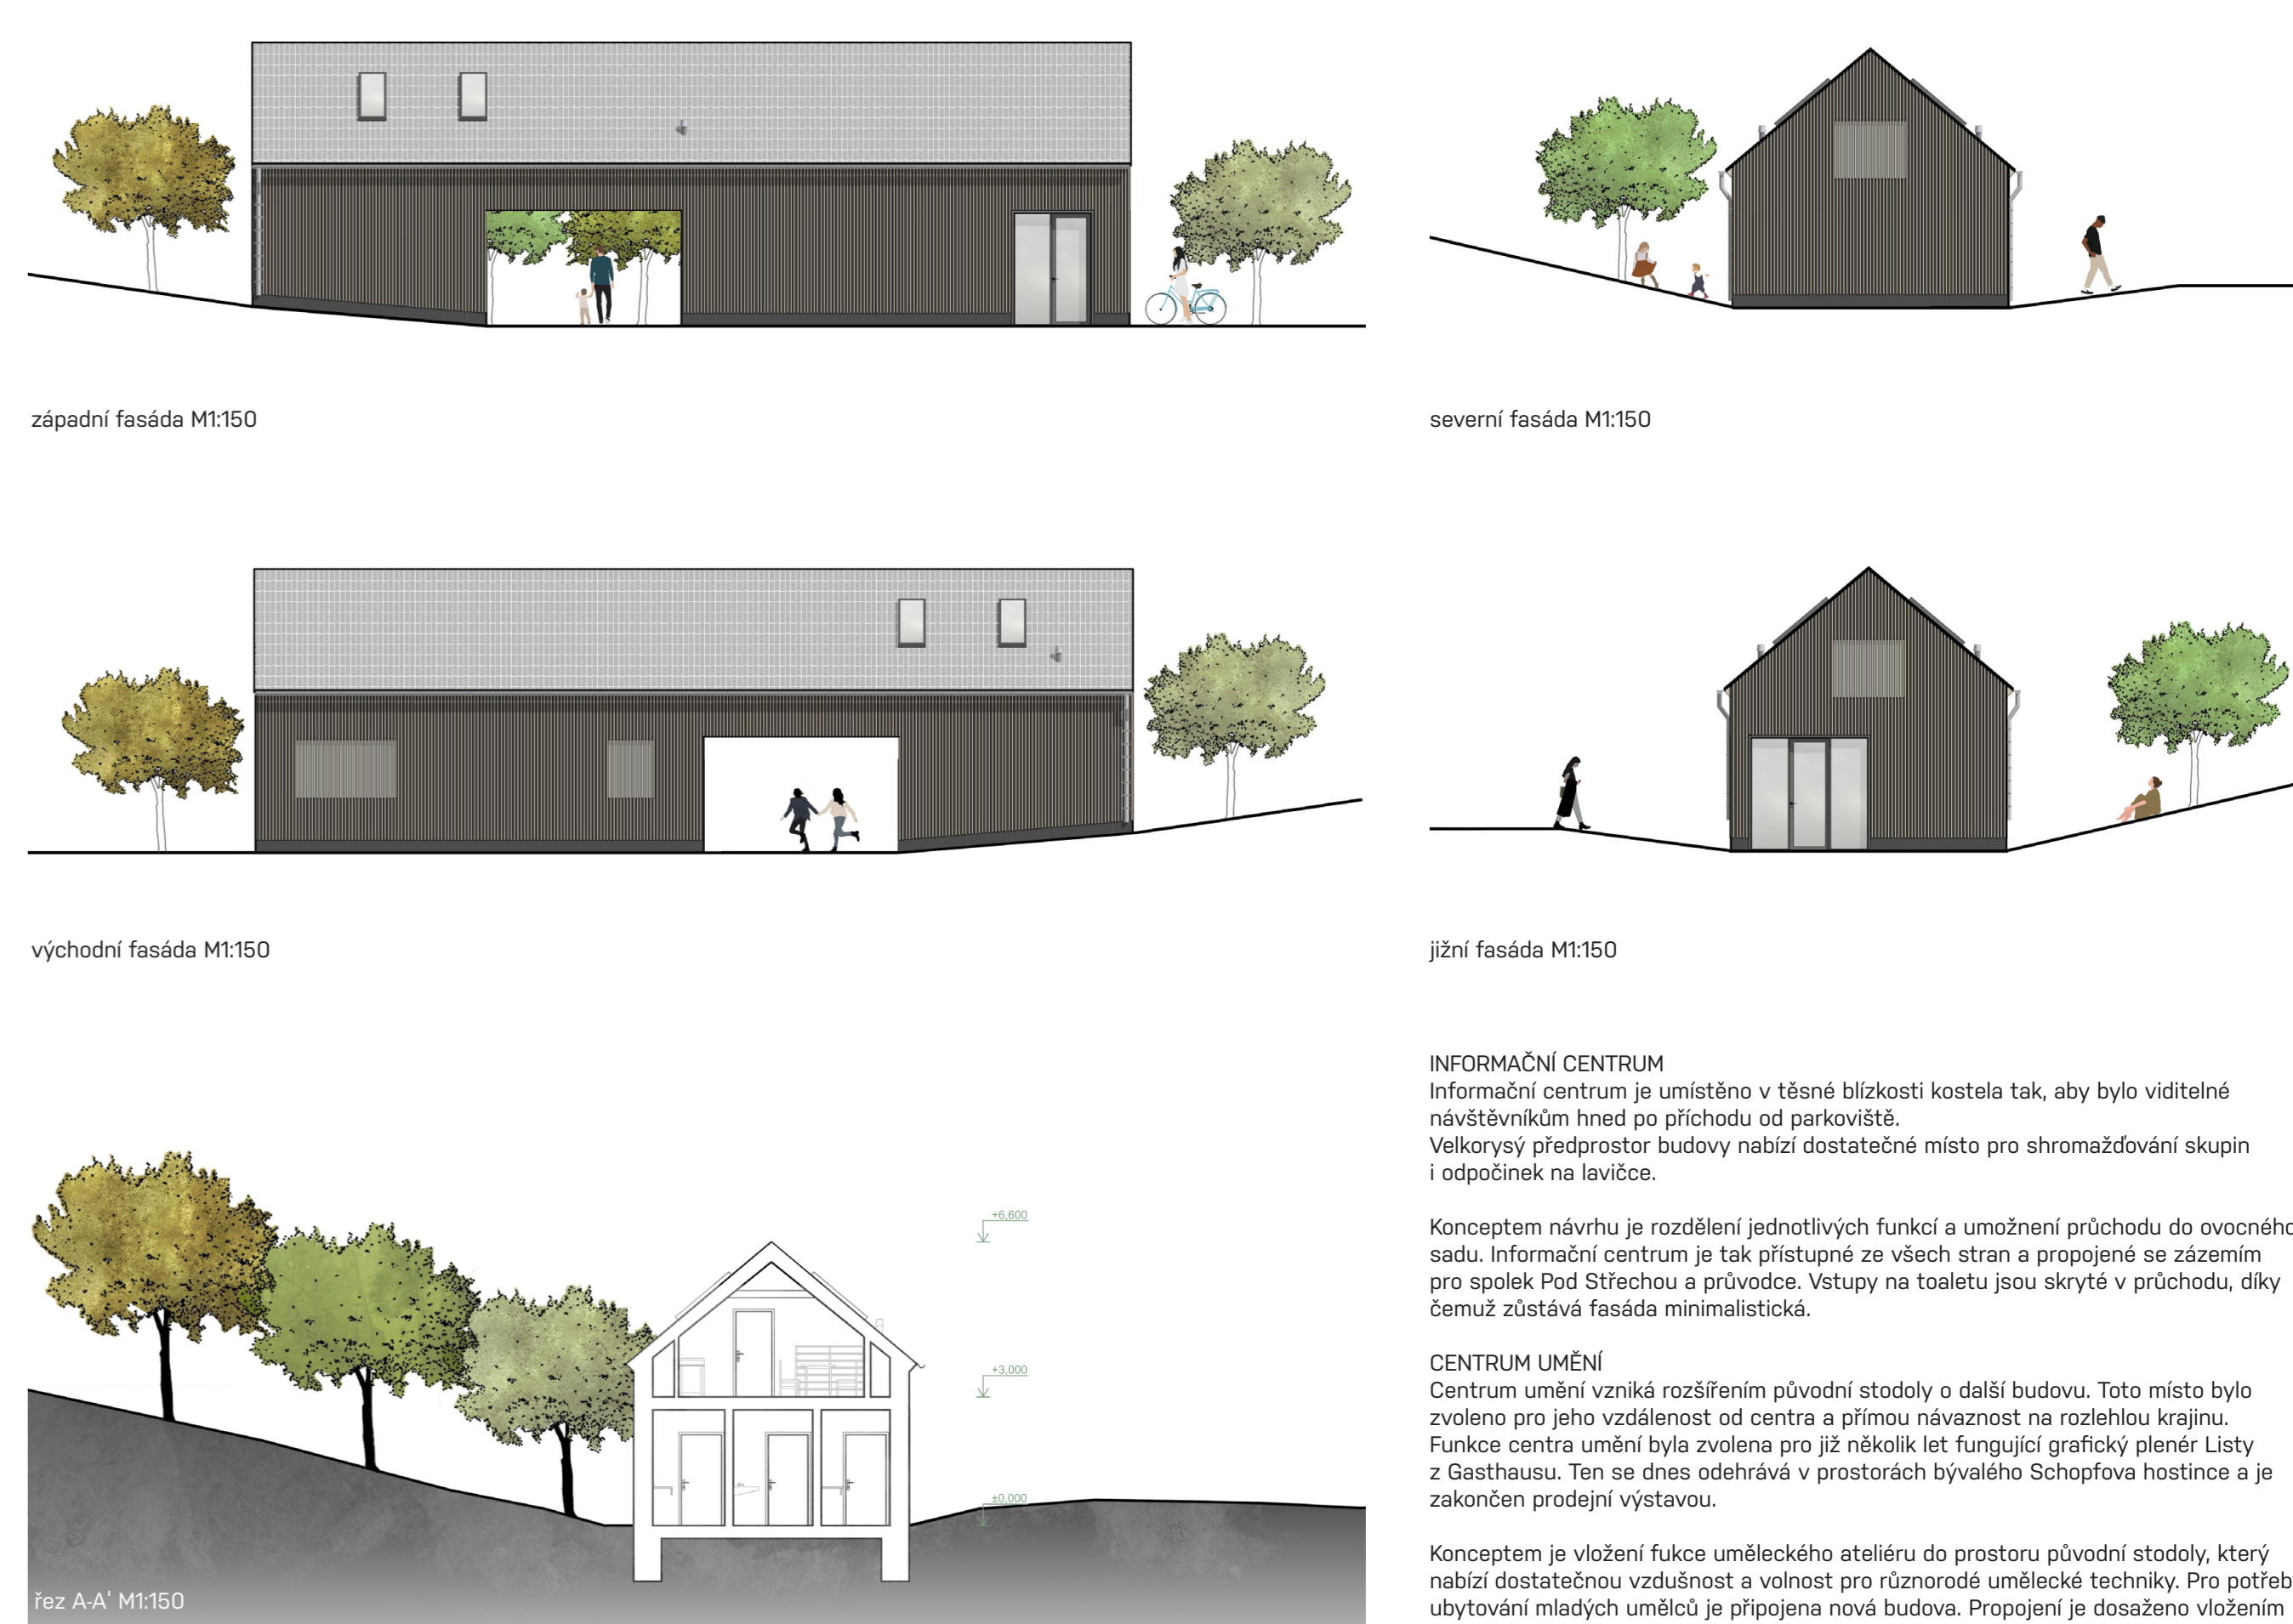 západní fasáda M1:150
severní fasáda M1:150
východní fasáda M1:150
jižní fasáda M1:150
+6,600
+3,000
±0,000
řez A-A' M1:150
INFORMAČNÍ CENTRUM
Informační centrum je umístěno v těsné blízkosti kostela tak, aby bylo viditelné
návštěvníkům hned po příchodu od parkoviště.
Velkorysý předprostor budovy nabízí dostatečné místo pro shromažďování skupin
i odpočinek na lavičce.
Konceptem návrhu je rozdělení jednotlivých funkcí a umožnení průchodu do ovocného
sadu. Informační centrum je tak přístupné ze všech stran a propojené se zázemím
pro spolek Pod Střechou a průvodce. Vstupy na toaletu jsou skryté v průchodu, díky
čemuž zůstává fasáda minimalistická.
CENTRUM UMĚNÍ
Centrum umění vzniká rozšířením původní stodoly o další budovu. Toto místo bylo
zvoleno pro jeho vzdálenost od centra a přímou návaznost na rozlehlou krajinu.
Funkce centra umění byla zvolena pro již několik let fungující grafický plenér Listy
z Gasthausu. Ten se dnes odehrává v prostorách bývalého Schopfova hostince a je
zakončen prodejní výstavou.
Konceptem je vložení fukce uměleckého ateliéru do prostoru původní stodoly, který
nabízí dostatečnou vzdušnost a volnost pro různorodé umělecké techniky. Pro potřeb
ubytování mladých umělců je připojena nová budova. Propojení je dosaženo vložením